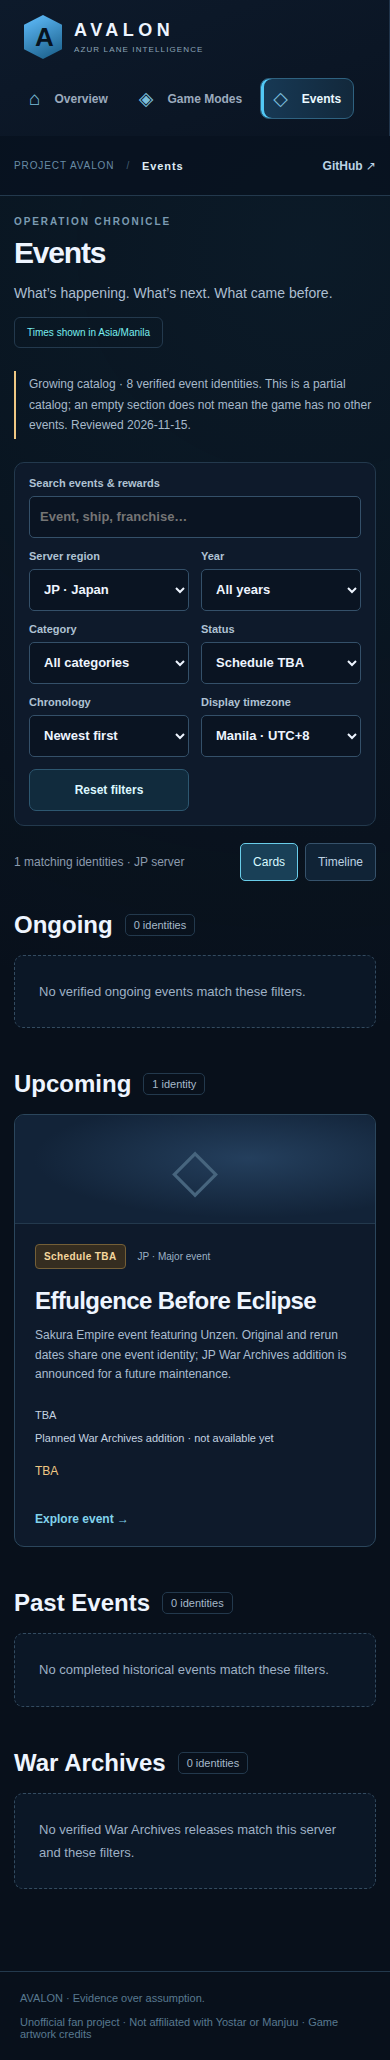 A
AVALON
AZUR LANE INTELLIGENCE
Overview
Game Modes
Events
PROJECT AVALON / Events
GitHub ↗
OPERATION CHRONICLE
Events
What's happening. What's next. What came before.
Times shown in Asia/Manila
Growing catalog · 8 verified event identities. This is a partial
catalog; an empty section does not mean the game has no other
events. Reviewed 2026-11-15.
Search events & rewards
Event, ship, franchise…
Server region
Year
JP · Japan
All years
Category
Status
All categories
Schedule TBA
Chronology
Display timezone
Newest first
Manila · UTC+8
Reset filters
1 matching identities · JP server
Cards
Timeline
Ongoing
0 identities
No verified ongoing events match these filters.
Upcoming
1 identity
Schedule TBA
JP · Major event
Effulgence Before Eclipse
Sakura Empire event featuring Unzen. Original and rerun
dates share one event identity; JP War Archives addition is
announced for a future maintenance.
TBA
Planned War Archives addition · not available yet
TBA
Explore event →
Past Events
0 identities
No completed historical events match these filters.
War Archives
0 identities
No verified War Archives releases match this server
and these filters.
AVALON · Evidence over assumption.
Unofficial fan project · Not affiliated with Yostar or Manjuu · Game
artwork credits